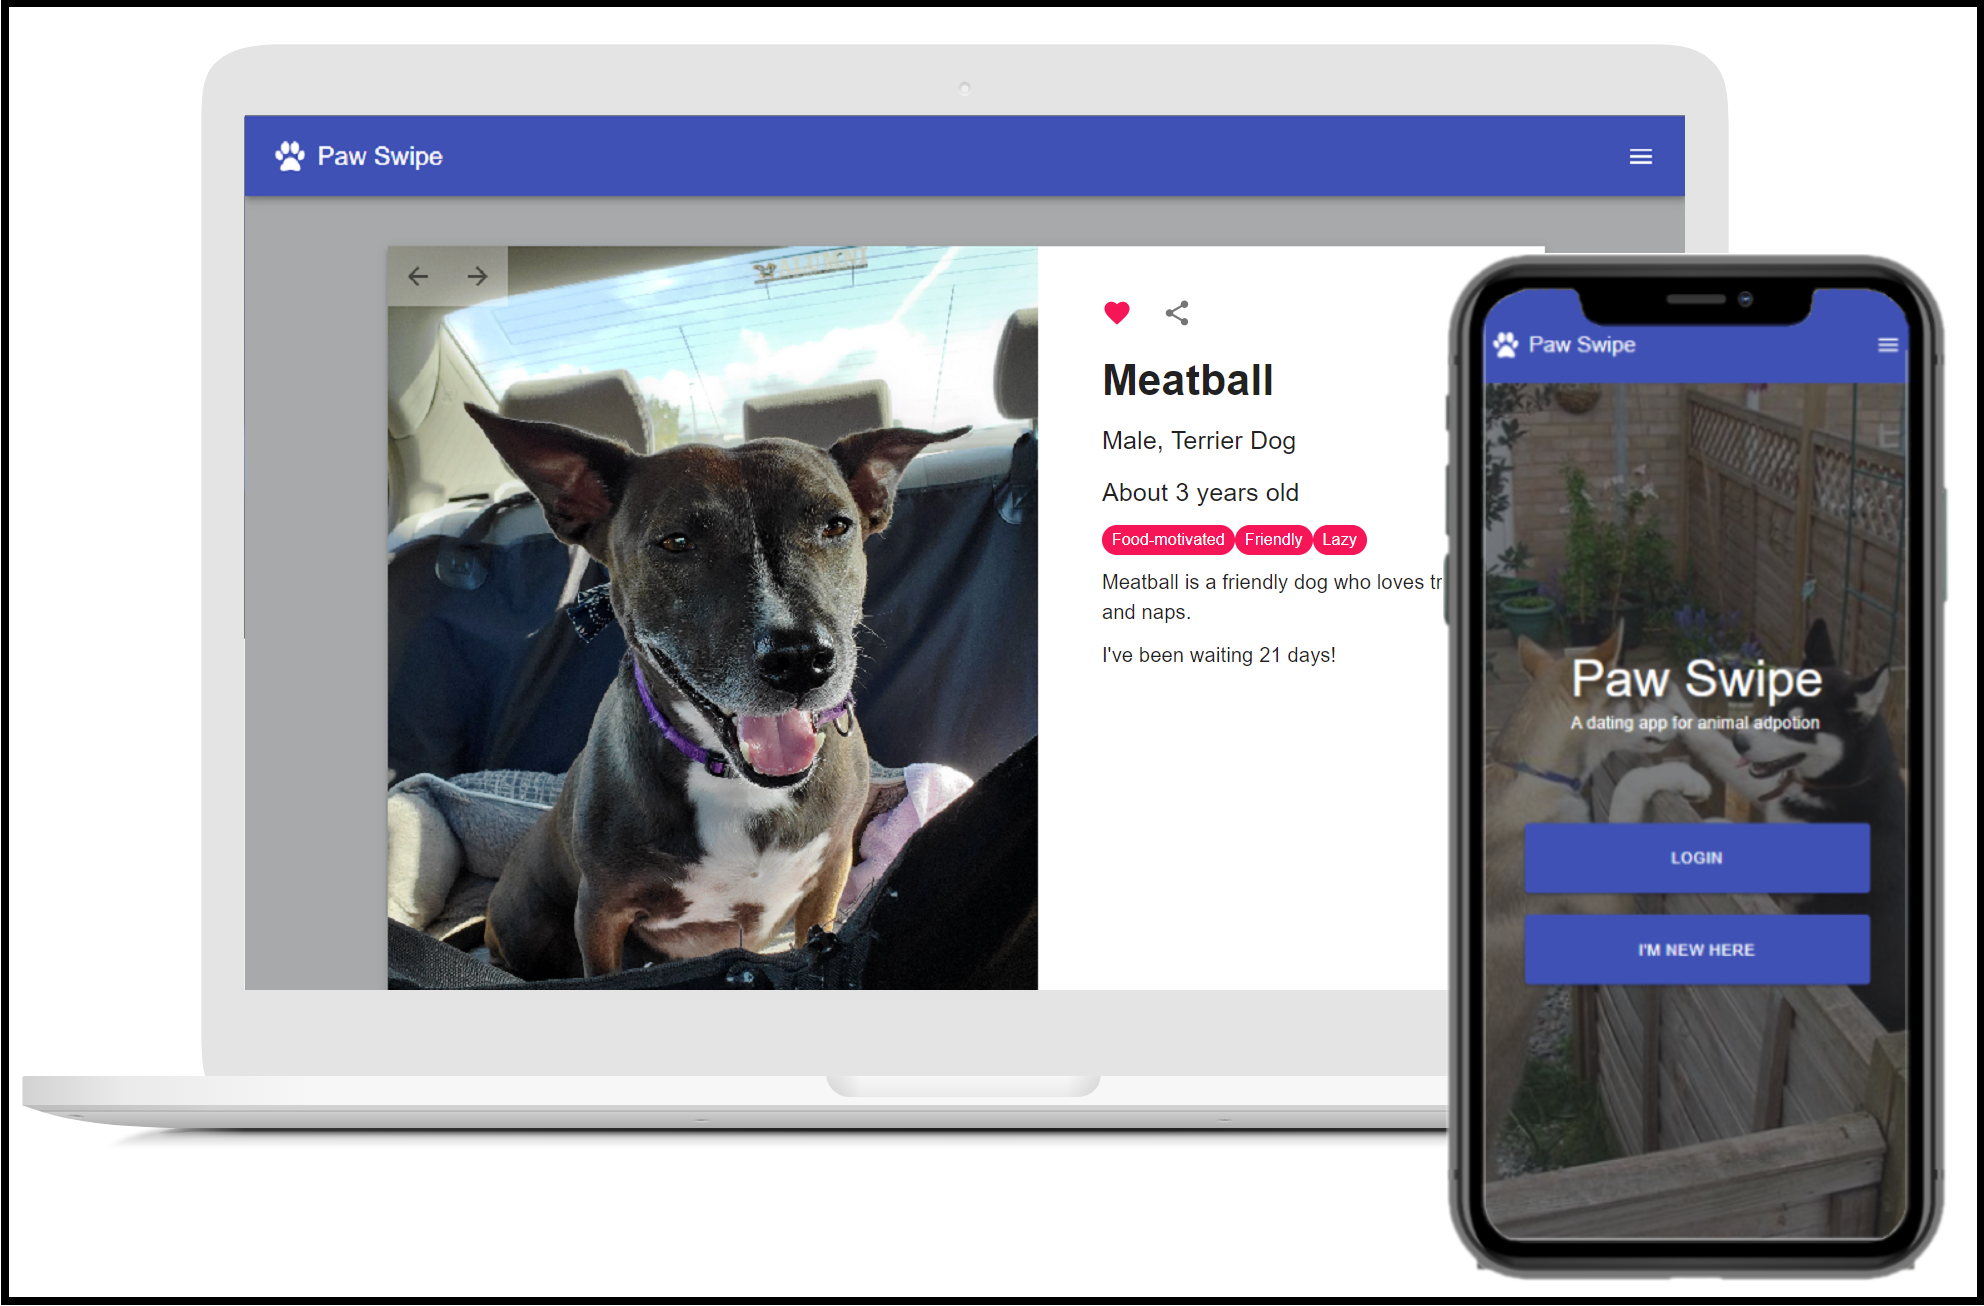 Paw Swipe
ALUMNI
Meatball
Male, Terrier Dog
About 3 years old
Food-motivated Friendly Lazy
Meatball is a friendly dog who loves tr
and naps.
I've been waiting 21 days!
Paw Swipe
Paw Swipe
A dating app for animal adpotion
LOGIN
I'M NEW HERE